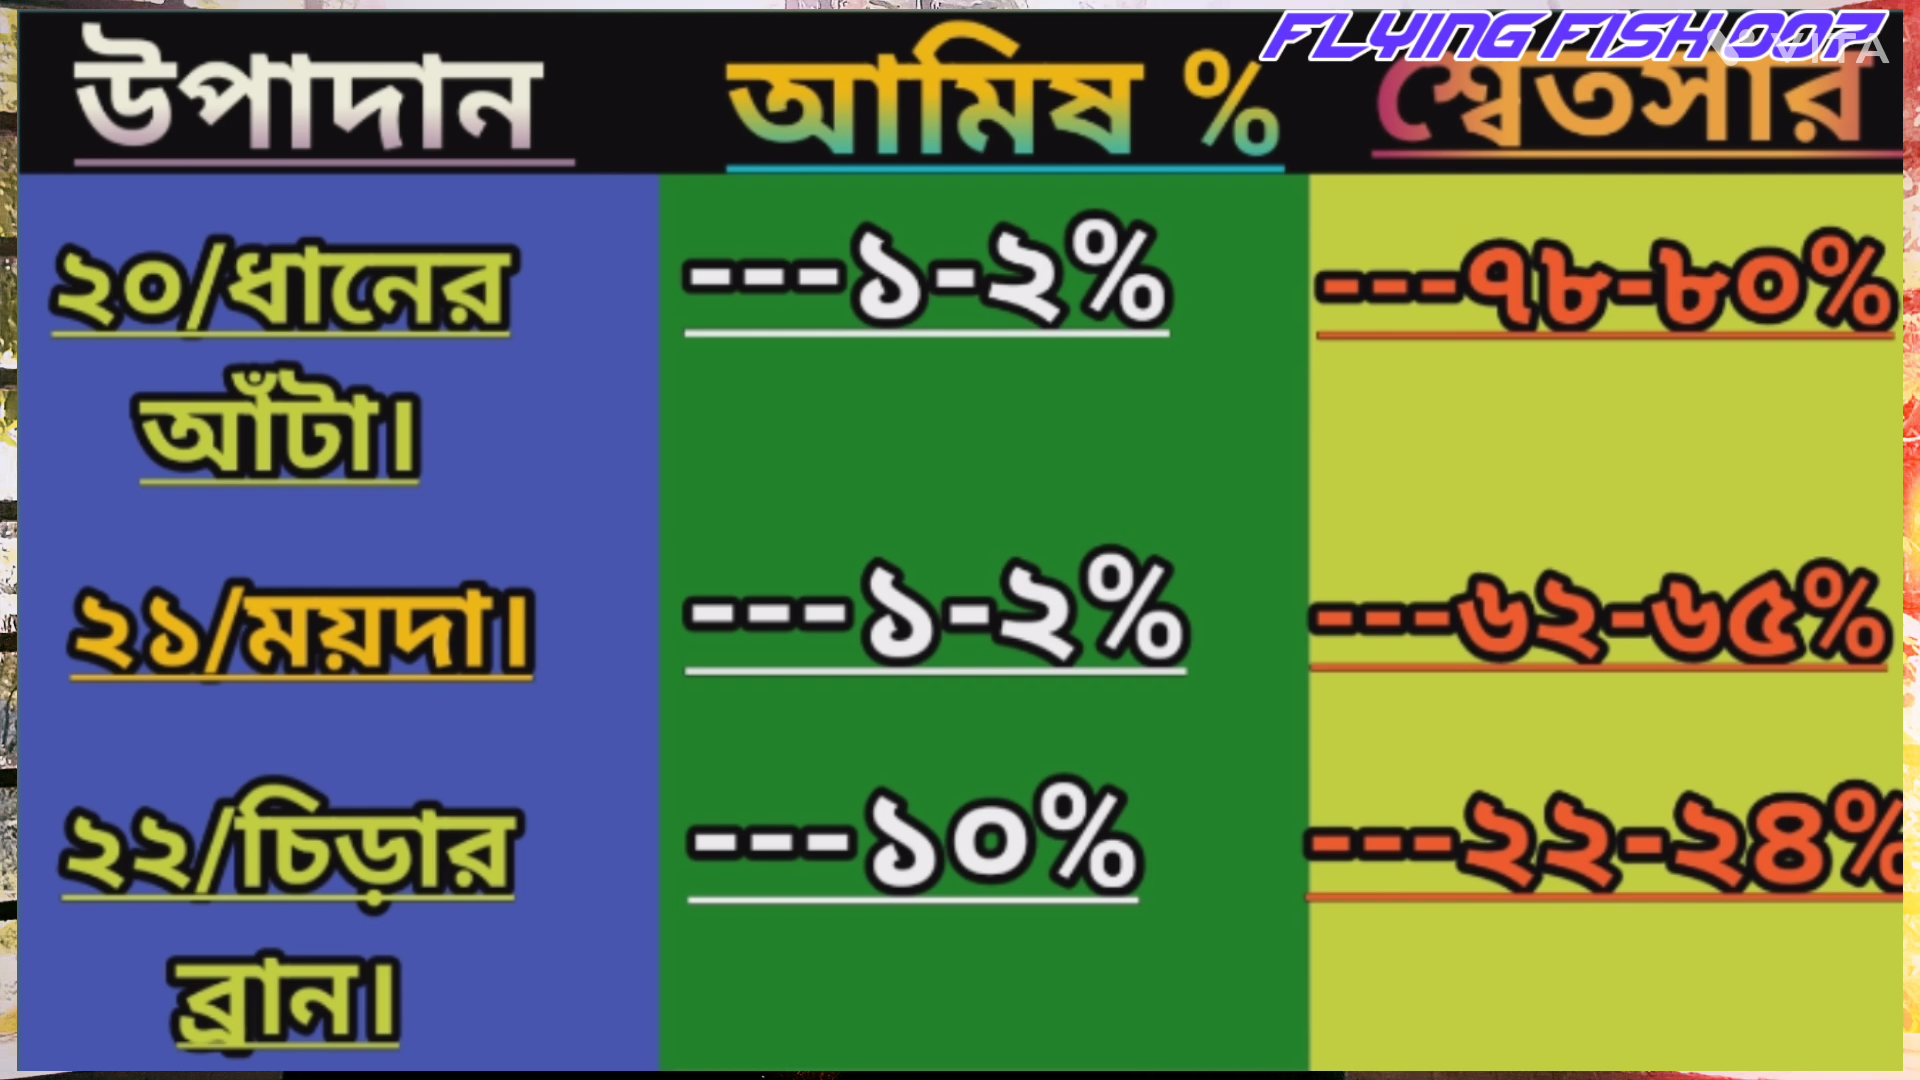 FLYING FISH 007
VITA
উপাদান আমিষ % শ্বেতসার
২০/ধানের ---১-২% ---৭৮-৮০%
আঁটা।
২১/ময়দা। ---১-২% ---৬২-৬৫%
২২/চিড়ার ---১০% ---২২-২৪%
ব্রান।